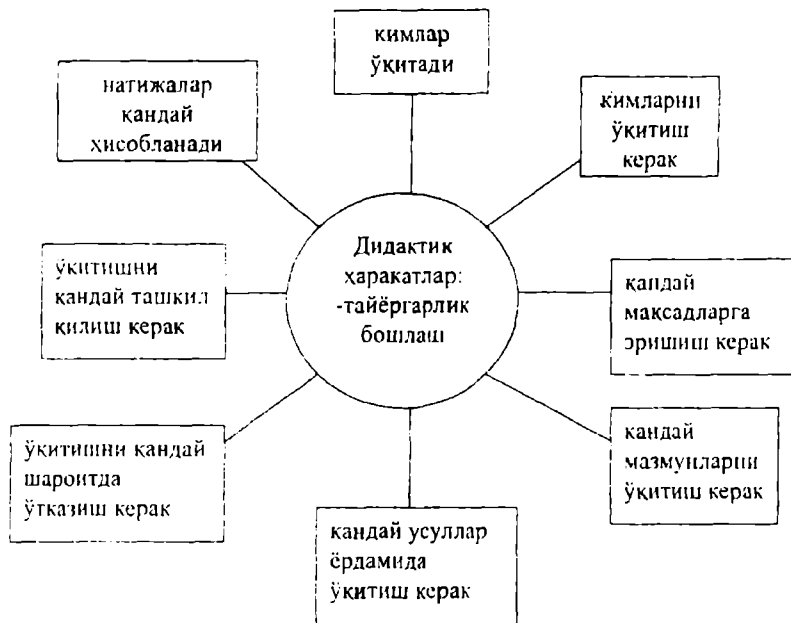 кимлар
ўқитади
натижалар
қандай
ҳисобланади
кимларни
ўқитиш
керак
Дидактик
ҳаракатлар:
-тайёргарлик
бошлаш
ўқитишни
қандай ташкил
қилиш керак
қандай
мақсадларга
эришиш керак
ўқитишни қандай
шароитда
ўтказиш керак
қандай
мазмунларни
ўқитиш керак
қандай усуллар
ёрдамида
ўқитиш керак